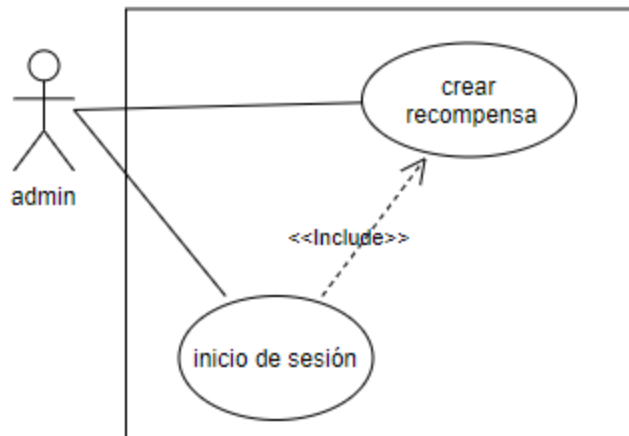 crear
recompensa
admin
<<Include>>
inicio de sesión